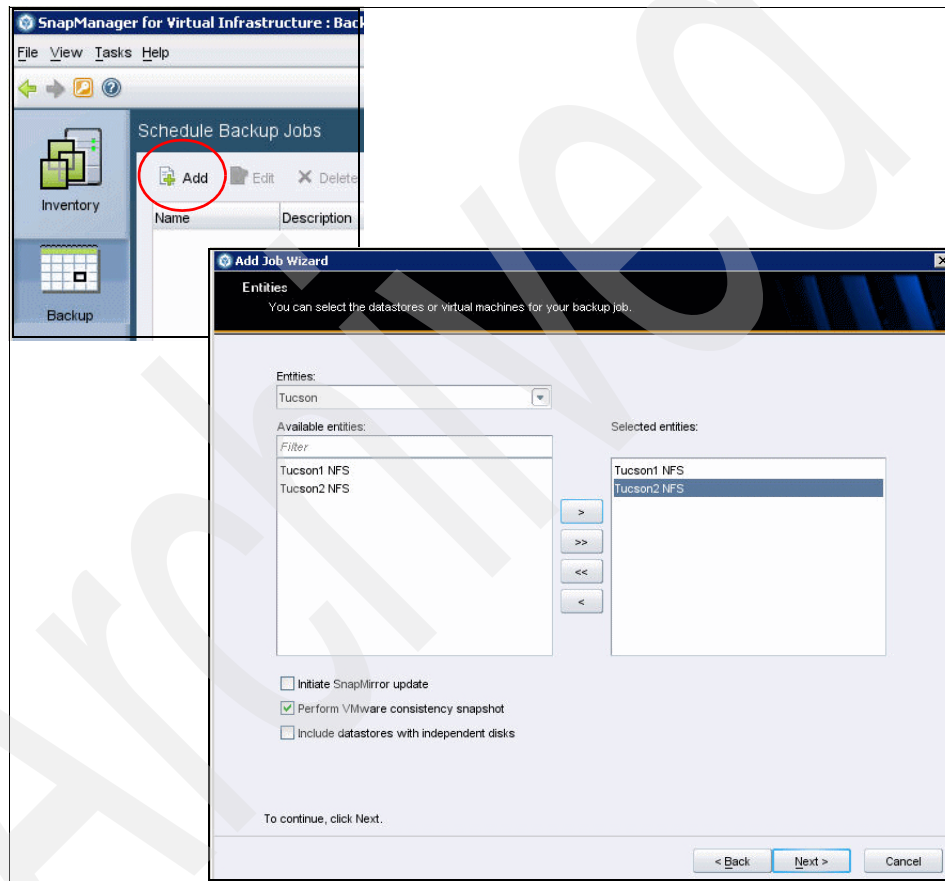 SnapManager for Virtual Infrastructure : Back
File View Tasks Help
Schedule Backup Jobs
Add Edit Delete
Inventory
Name Description
Backup
Add Job Wizard
Entities
You can select the datastores or virtual machines for your backup job.
Entities:
Tucson
Available entities:
Selected entities:
Filter
Tucson1 NFS
Tucson2 NFS
Tucson1 NFS
Tucson2 NFS
>
>>
<<
<
Initiate SnapMirror update
Perform VMware consistency snapshot
Include datastores with independent disks
To continue, click Next.
< Back Next > Cancel
Archived